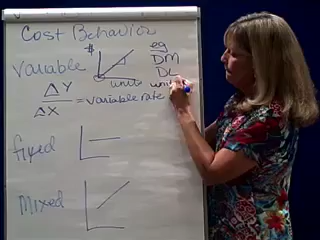 Cost Behavior
$ eg
Variable DM
DL
units
ΔY/ΔX = variable rate
fixed
Mixed